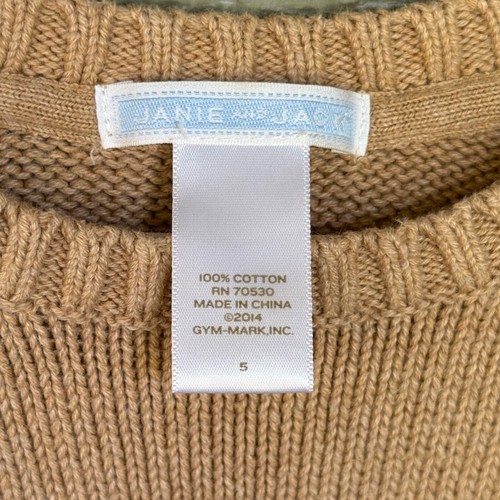 JANIE AND JACK
100% COTTON
RN 70530
MADE IN CHINA
©2014
GYM-MARK,INC.
5